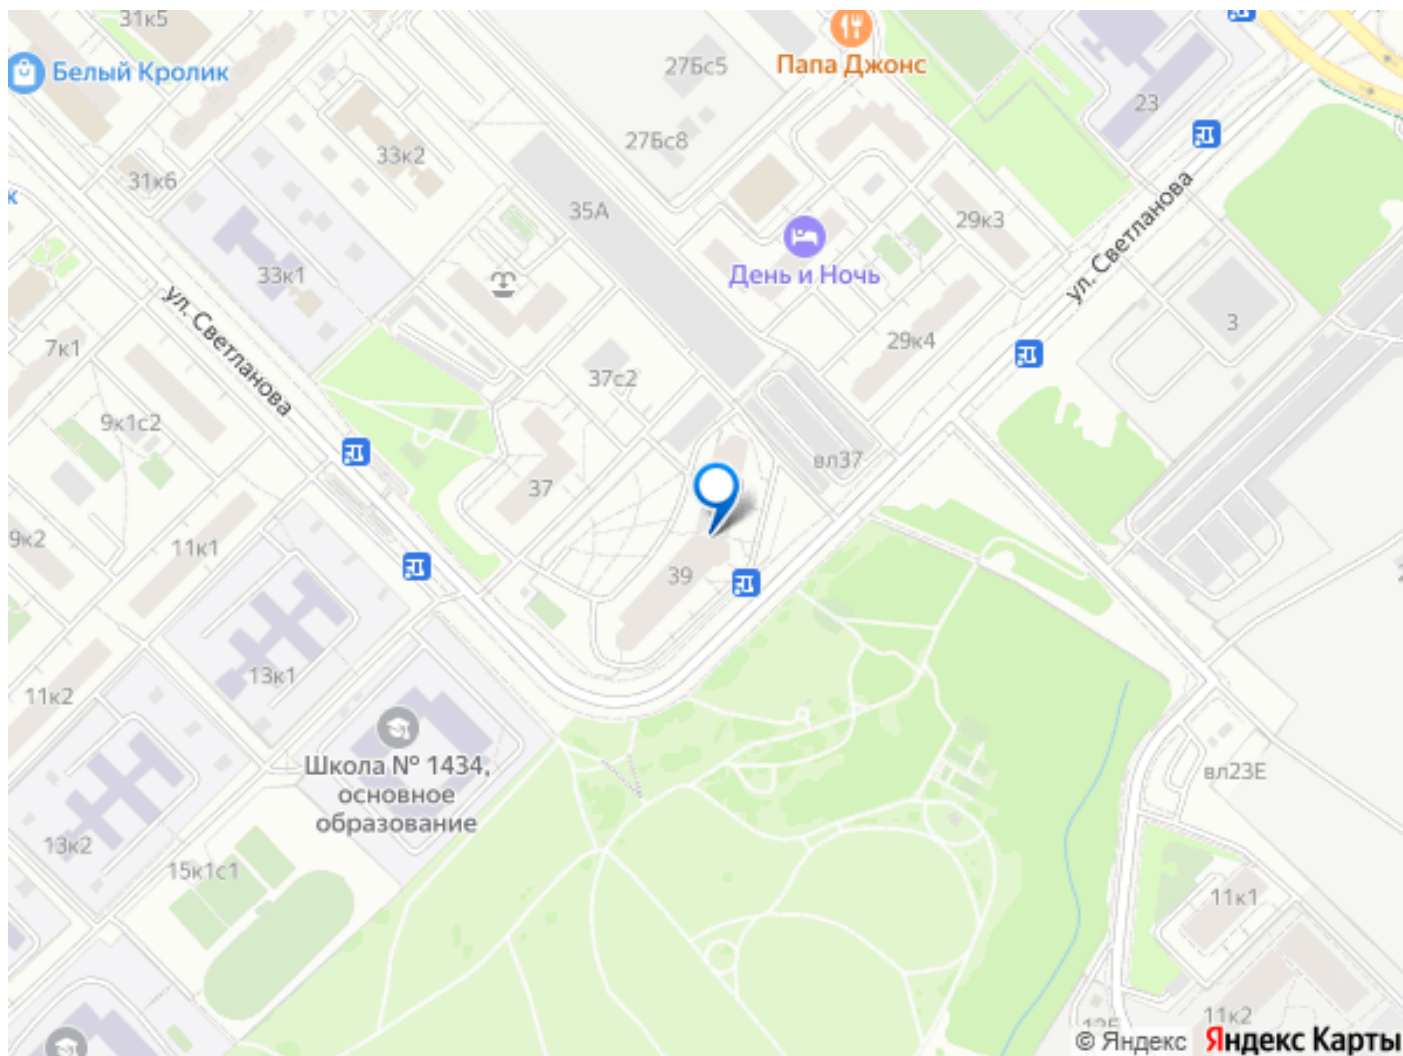 31к5
Белый Кролик
Папа Джонс
27Бс5
23
27Бс8
33к2
31к6
35А
29к3
ул. Светланова
День и Ночь
33к1
ул. Светланова
3
29к4
7к1
37с2
9к1с2
вл37
37
9к2
11к1
39
13к1
11к2
Школа № 1434,
основное
образование
вл23Е
13к2
15к1с1
11к1
11к2
© Яндекс
Яндекс Карты